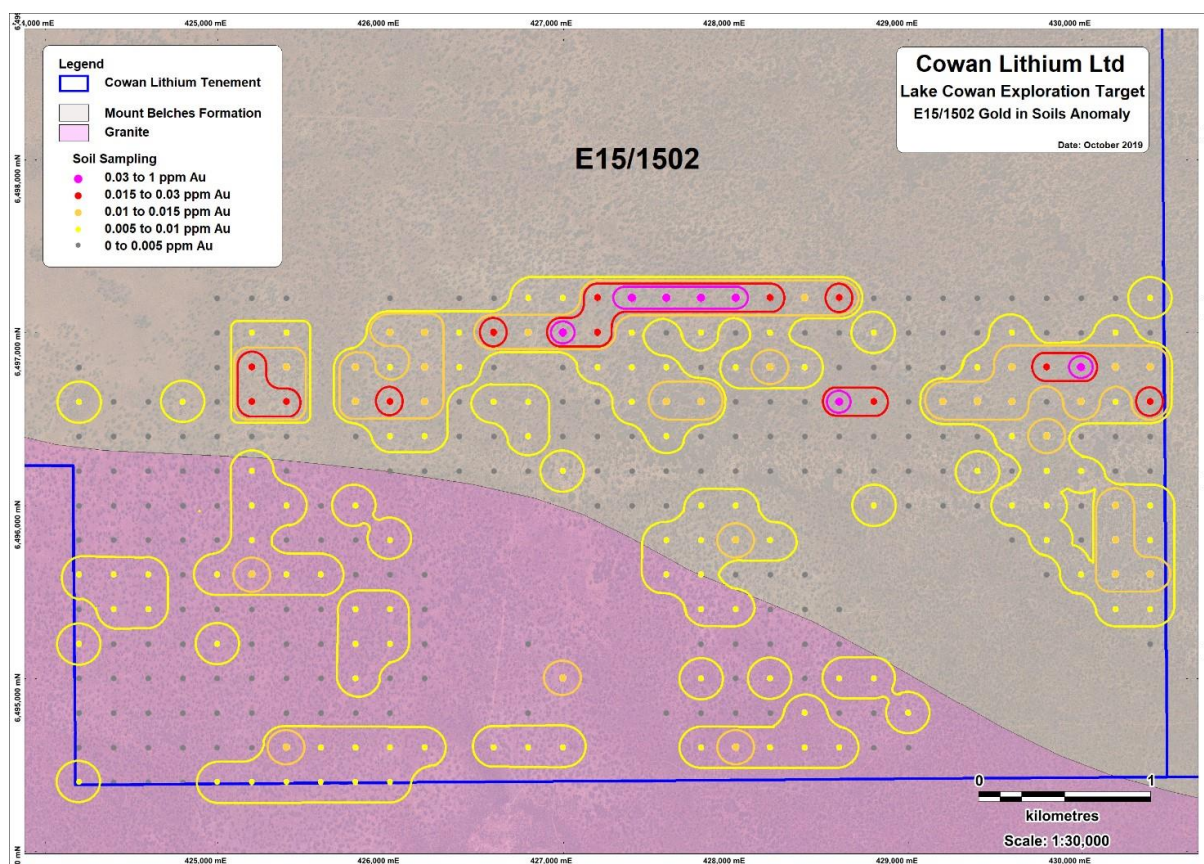 424,000 mE 425,000 mE 426,000 mE 427,000 mE 428,000 mE 429,000 mE 430,000 mE
Legend
Cowan Lithium Tenement
Mount Belches Formation
Granite
Soil Sampling
0.03 to 1 ppm Au
0.015 to 0.03 ppm Au
0.01 to 0.015 ppm Au
0.005 to 0.01 ppm Au
0 to 0.005 ppm Au
Cowan Lithium Ltd
Lake Cowan Exploration Target
E15/1502 Gold in Soils Anomaly
Date: October 2019
E15/1502
6,498,000 mN
6,497,000 mN
6,496,000 mN
6,495,000 mN
0 1
kilometres
Scale: 1:30,000
425,000 mE 426,000 mE 427,000 mE 428,000 mE 429,000 mE 430,000 mE